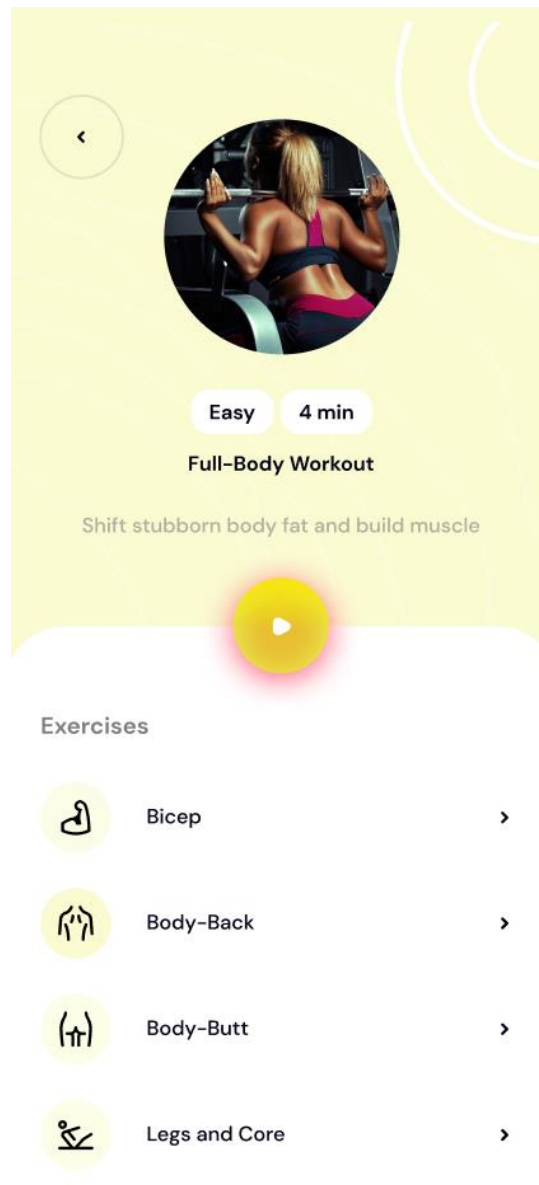 Easy
4 min
Full-Body Workout
Shift stubborn body fat and build muscle
Exercises
Bicep
Body-Back
Body-Butt
Legs and Core